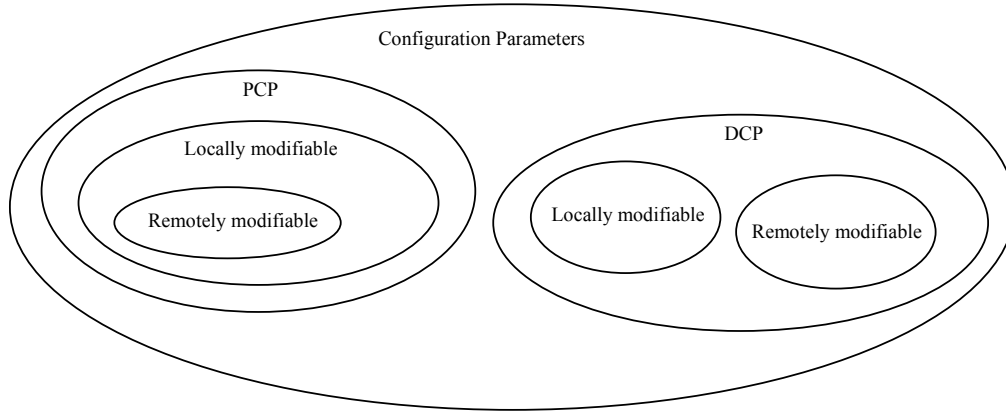 Configuration Parameters
PCP
Locally modifiable
Remotely modifiable
DCP
Locally modifiable
Remotely modifiable